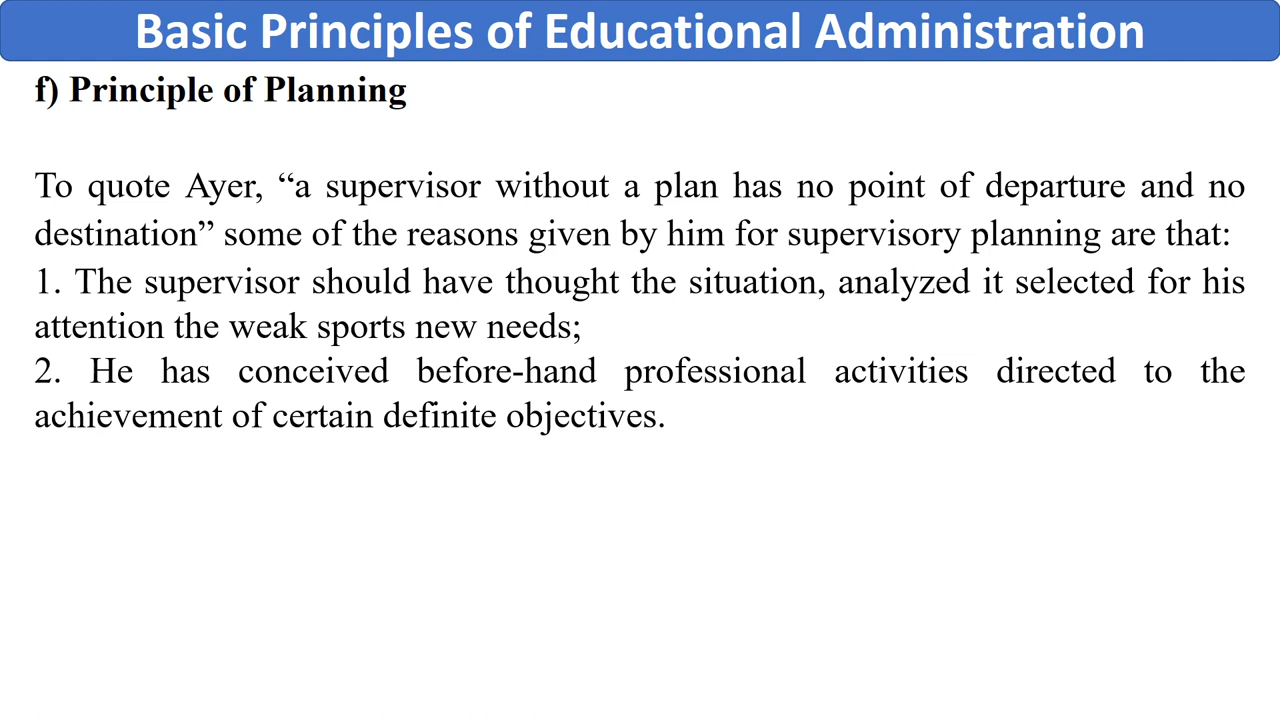 Basic Principles of Educational Administration
f) Principle of Planning
To quote Ayer, “a supervisor without a plan has no point of departure and no
destination” some of the reasons given by him for supervisory planning are that:
1. The supervisor should have thought the situation, analyzed it selected for his
attention the weak sports new needs;
2. He has conceived before-hand professional activities directed to the
achievement of certain definite objectives.